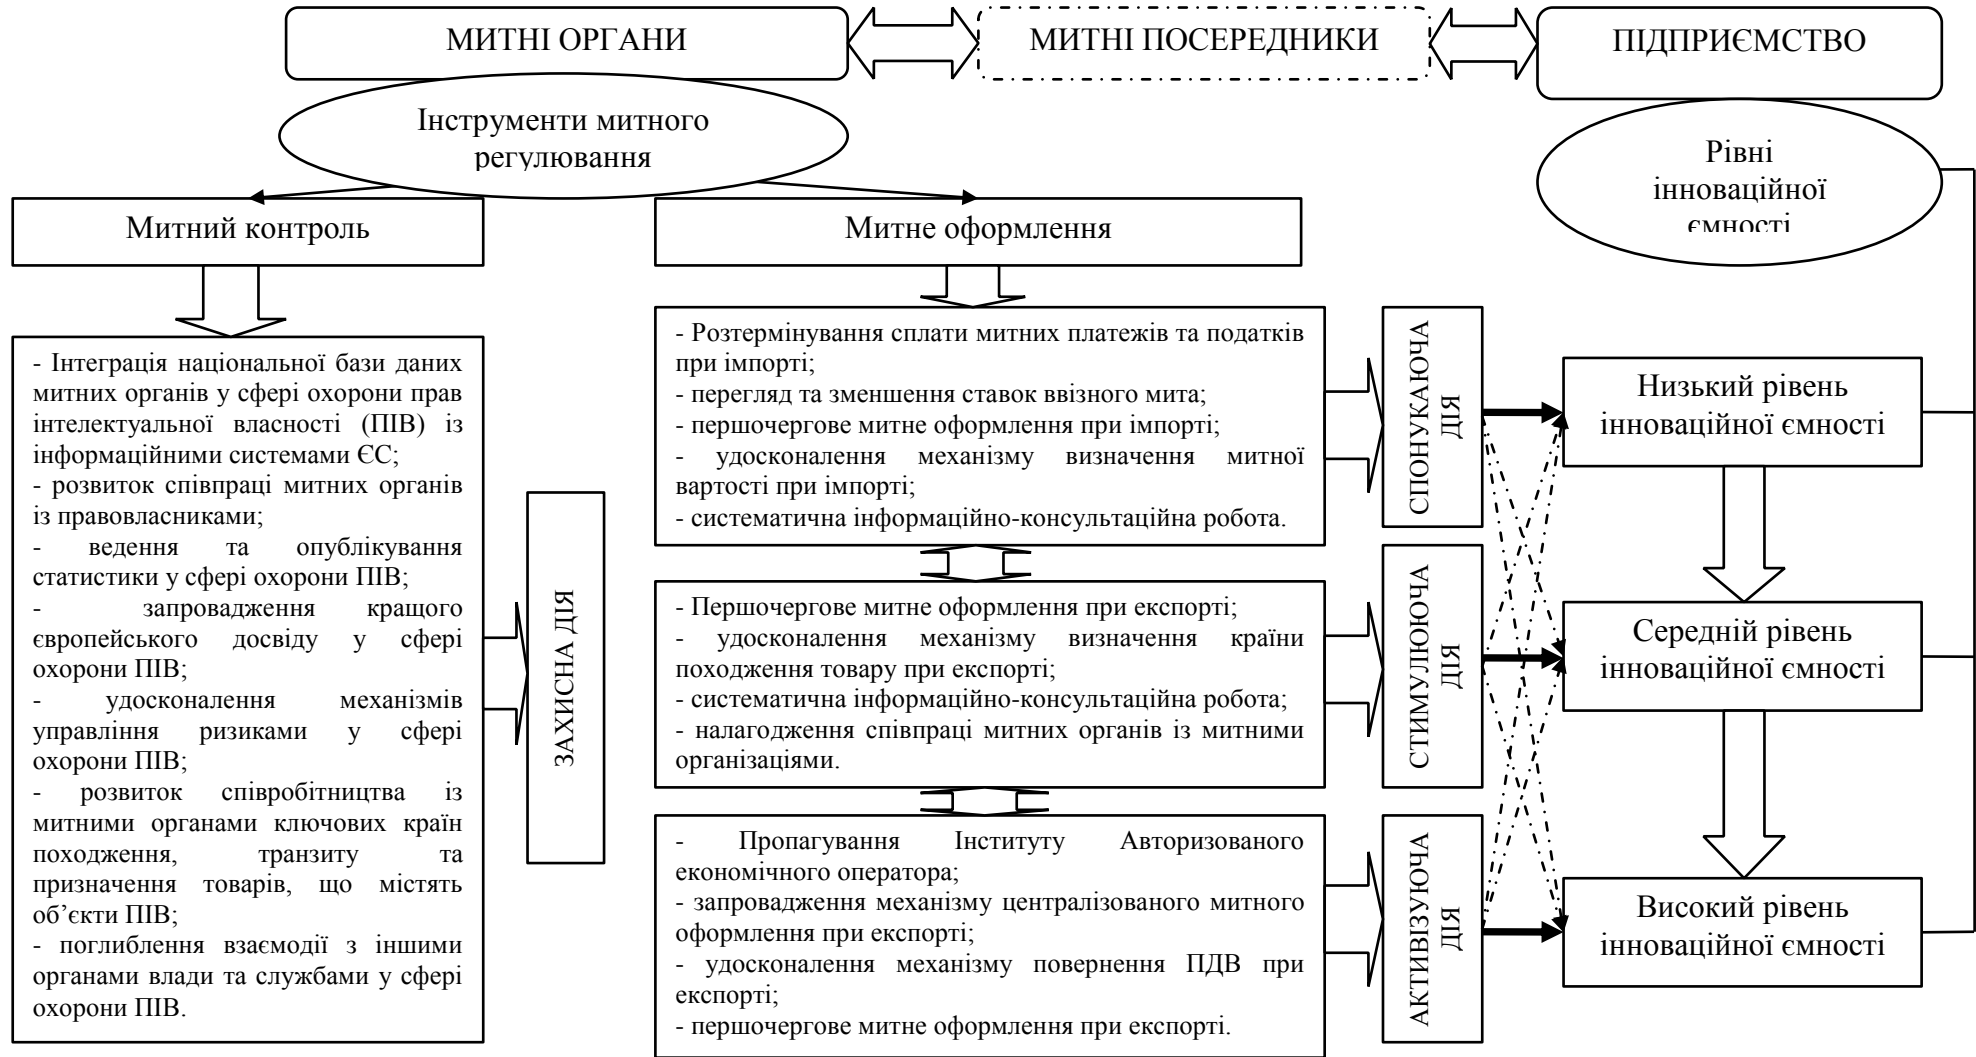 МИТНІ ОРГАНИ
МИТНІ ПОСЕРЕДНИКИ
ПІДПРИЄМСТВО
Інструменти митного
регулювання
Рівні
інноваційної
ємності
Митний контроль
Митне оформлення
- Інтеграція національної бази даних
митних органів у сфері охорони прав
інтелектуальної власності (ПІВ) із
інформаційними системами ЄС;
- розвиток співпраці митних органів
із правовласниками;
- ведення та опублікування
статистики у сфері охорони ПІВ;
- запровадження кращого
європейського досвіду у сфері
охорони ПІВ;
- удосконалення механізмів
управління ризиками у сфері
охорони ПІВ;
- розвиток співробітництва із
митними органами ключових країн
походження, транзиту та
призначення товарів, що містять
об’єкти ПІВ;
- поглиблення взаємодії з іншими
органами влади та службами у сфері
охорони ПІВ.
ЗАХИСНА ДІЯ
- Розтермінування сплати митних платежів та податків
при імпорті;
- перегляд та зменшення ставок ввізного мита;
- першочергове митне оформлення при імпорті;
- удосконалення механізму визначення митної
вартості при імпорті;
- систематична інформаційно-консультаційна робота.
СПОНУКАЮЧА
ДІЯ
Низький рівень
інноваційної ємності
- Першочергове митне оформлення при експорті;
- удосконалення механізму визначення країни
походження товару при експорті;
- систематична інформаційно-консультаційна робота;
- налагодження співпраці митних органів із митними
організаціями.
СТИМУЛЮЮЧА
ДІЯ
Середній рівень
інноваційної ємності
- Пропагування Інституту Авторизованого
економічного оператора;
- запровадження механізму централізованого митного
оформлення при експорті;
- удосконалення механізму повернення ПДВ при
експорті;
- першочергове митне оформлення при експорті.
АКТИВІЗУЮЧА
ДІЯ
Високий рівень
інноваційної ємності